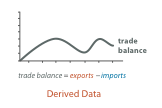 trade
balance
trade balance = exports – imports
Derived Data